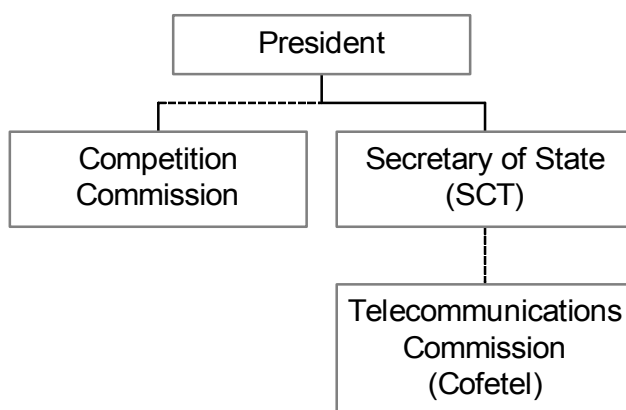 President
Competition
Commission
Secretary of State
(SCT)
Telecommunications
Commission
(Cofetel)